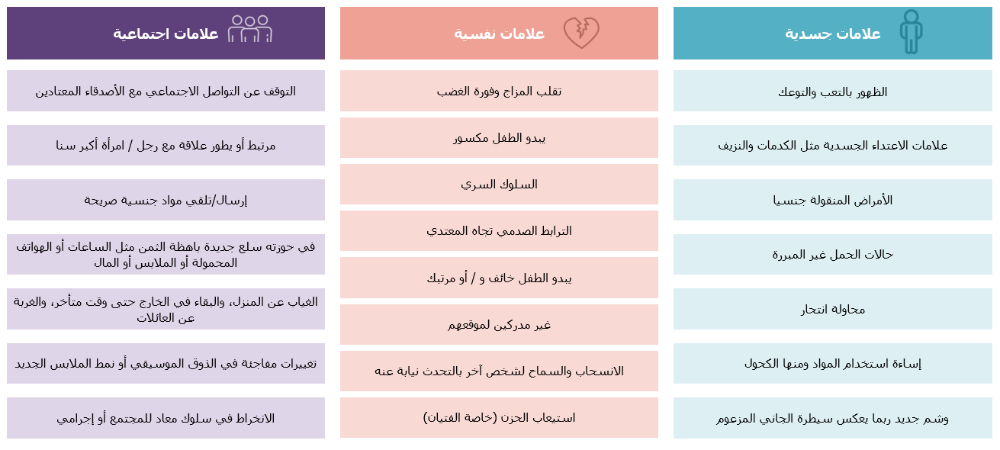 علامات جسدية
الظهور بالتعب والتوعك
علامات الاعتداء الجسدية مثل الكدمات والنزيف
الأمراض المنقولة جنسيا
حالات الحمل غير المبررة
محاولة انتحار
إساءة استخدام المواد ومنها الكحول
وشم جديد ربما يعكس سيطرة الجاني المزعوم
علامات نفسية
تقلب المزاج وفورة الغضب
يبدو الطفل مكسور
السلوك السري
الترابط الصدمي تجاه المعتدي
يبدو الطفل خائف و / أو مرتبك
غير مدركين لموقعهم
الانسحاب والسماح لشخص آخر بالتحدث نيابة عنه
استيعاب الحزن (خاصة الفتيان)
علامات اجتماعية
التوقف عن التواصل الاجتماعي مع الأصدقاء المعتادين
مرتبط أو يطور علاقة مع رجل / امرأة أكبر سنا
إرسال/تلقي مواد جنسية صريحة
في حوزته سلع جديدة باهظة الثمن مثل الساعات أو الهواتف
المحمولة أو الملابس أو المال
الغياب عن المنزل، والبقاء في الخارج حتى وقت متأخر، والغربة
عن العائلات
تغييرات مفاجئة في الذوق الموسيقي أو نمط الملابس الجديد
الانخراط في سلوك معاد للمجتمع أو إجرامي